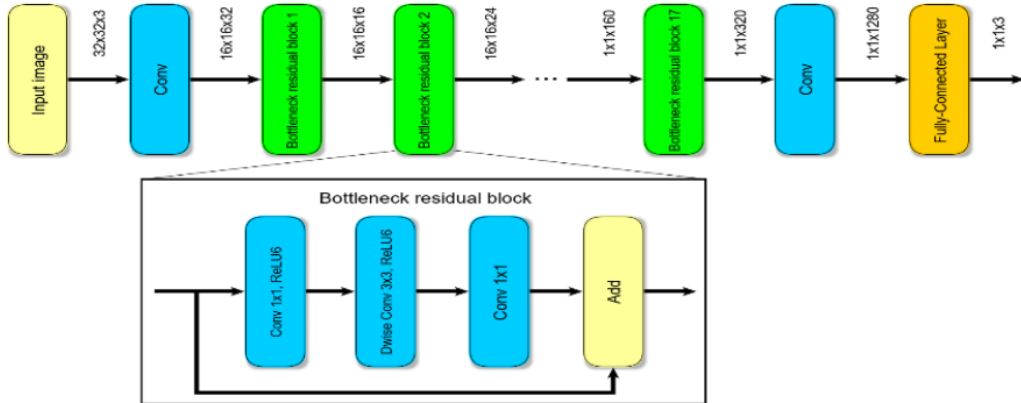 Input image
32x32x3
Conv
16x16x32
Bottleneck residual block 1
16x16x16
Bottleneck residual block 2
16x16x24
...
1x1x160
Bottleneck residual block 17
1x1x320
Conv
1x1x1280
Fully-Connected Layer
1x1x3
Bottleneck residual block
Conv 1x1, ReLU6
Dwise Conv 3x3, ReLU6
Conv 1x1
Add